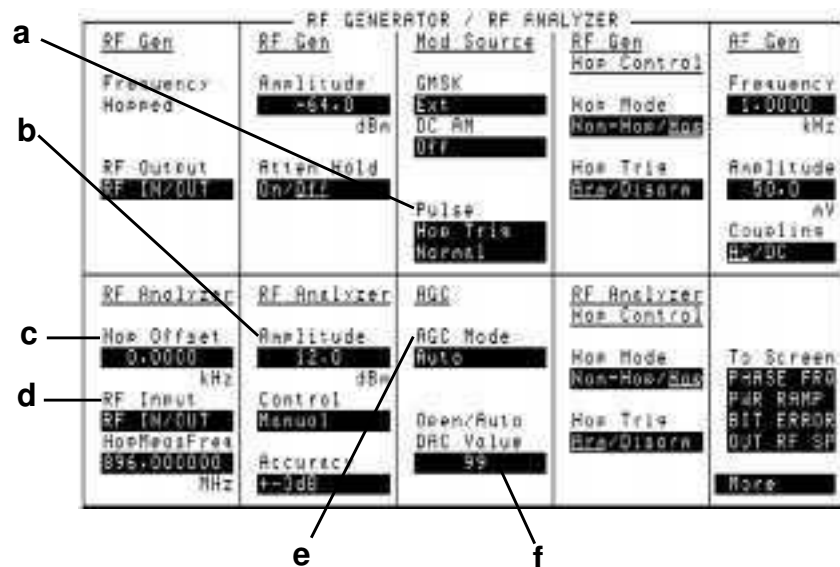 RF GENERATOR / RF ANALYZER
a
b
c
d
e
f
RF Gen
Frequency
Hopped
RF Output
RF IN/OUT
RF Gen
Amplitude
-64.0
dBm
Atten Hold
On/Off
Mod Source
GMSK
Ext
DC AM
Off
Pulse
Hop Trig
Normal
RF Gen
Hop Control
Hop Mode
Non-Hop/Hop
Hop Trig
Arm/Disarm
AF Gen
Frequency
1.0000
kHz
Amplitude
50.0
mV
Coupling
AC/DC
RF Analyzer
Hop Offset
0.0000
kHz
RF Input
RF IN/OUT
HopMeasFreq
896.000000
MHz
RF Analyzer
Amplitude
12.0
dBm
Control
Manual
Accuracy
+-3dB
AGC
AGC Mode
Auto
Open/Auto
DAC Value
99
RF Analyzer
Hop Control
Hop Mode
Non-Hop/Hop
Hop Trig
Arm/Disarm
To Screen
PHASE FRQ
PWR RAMP
BIT ERROR
OUT RF SP
More